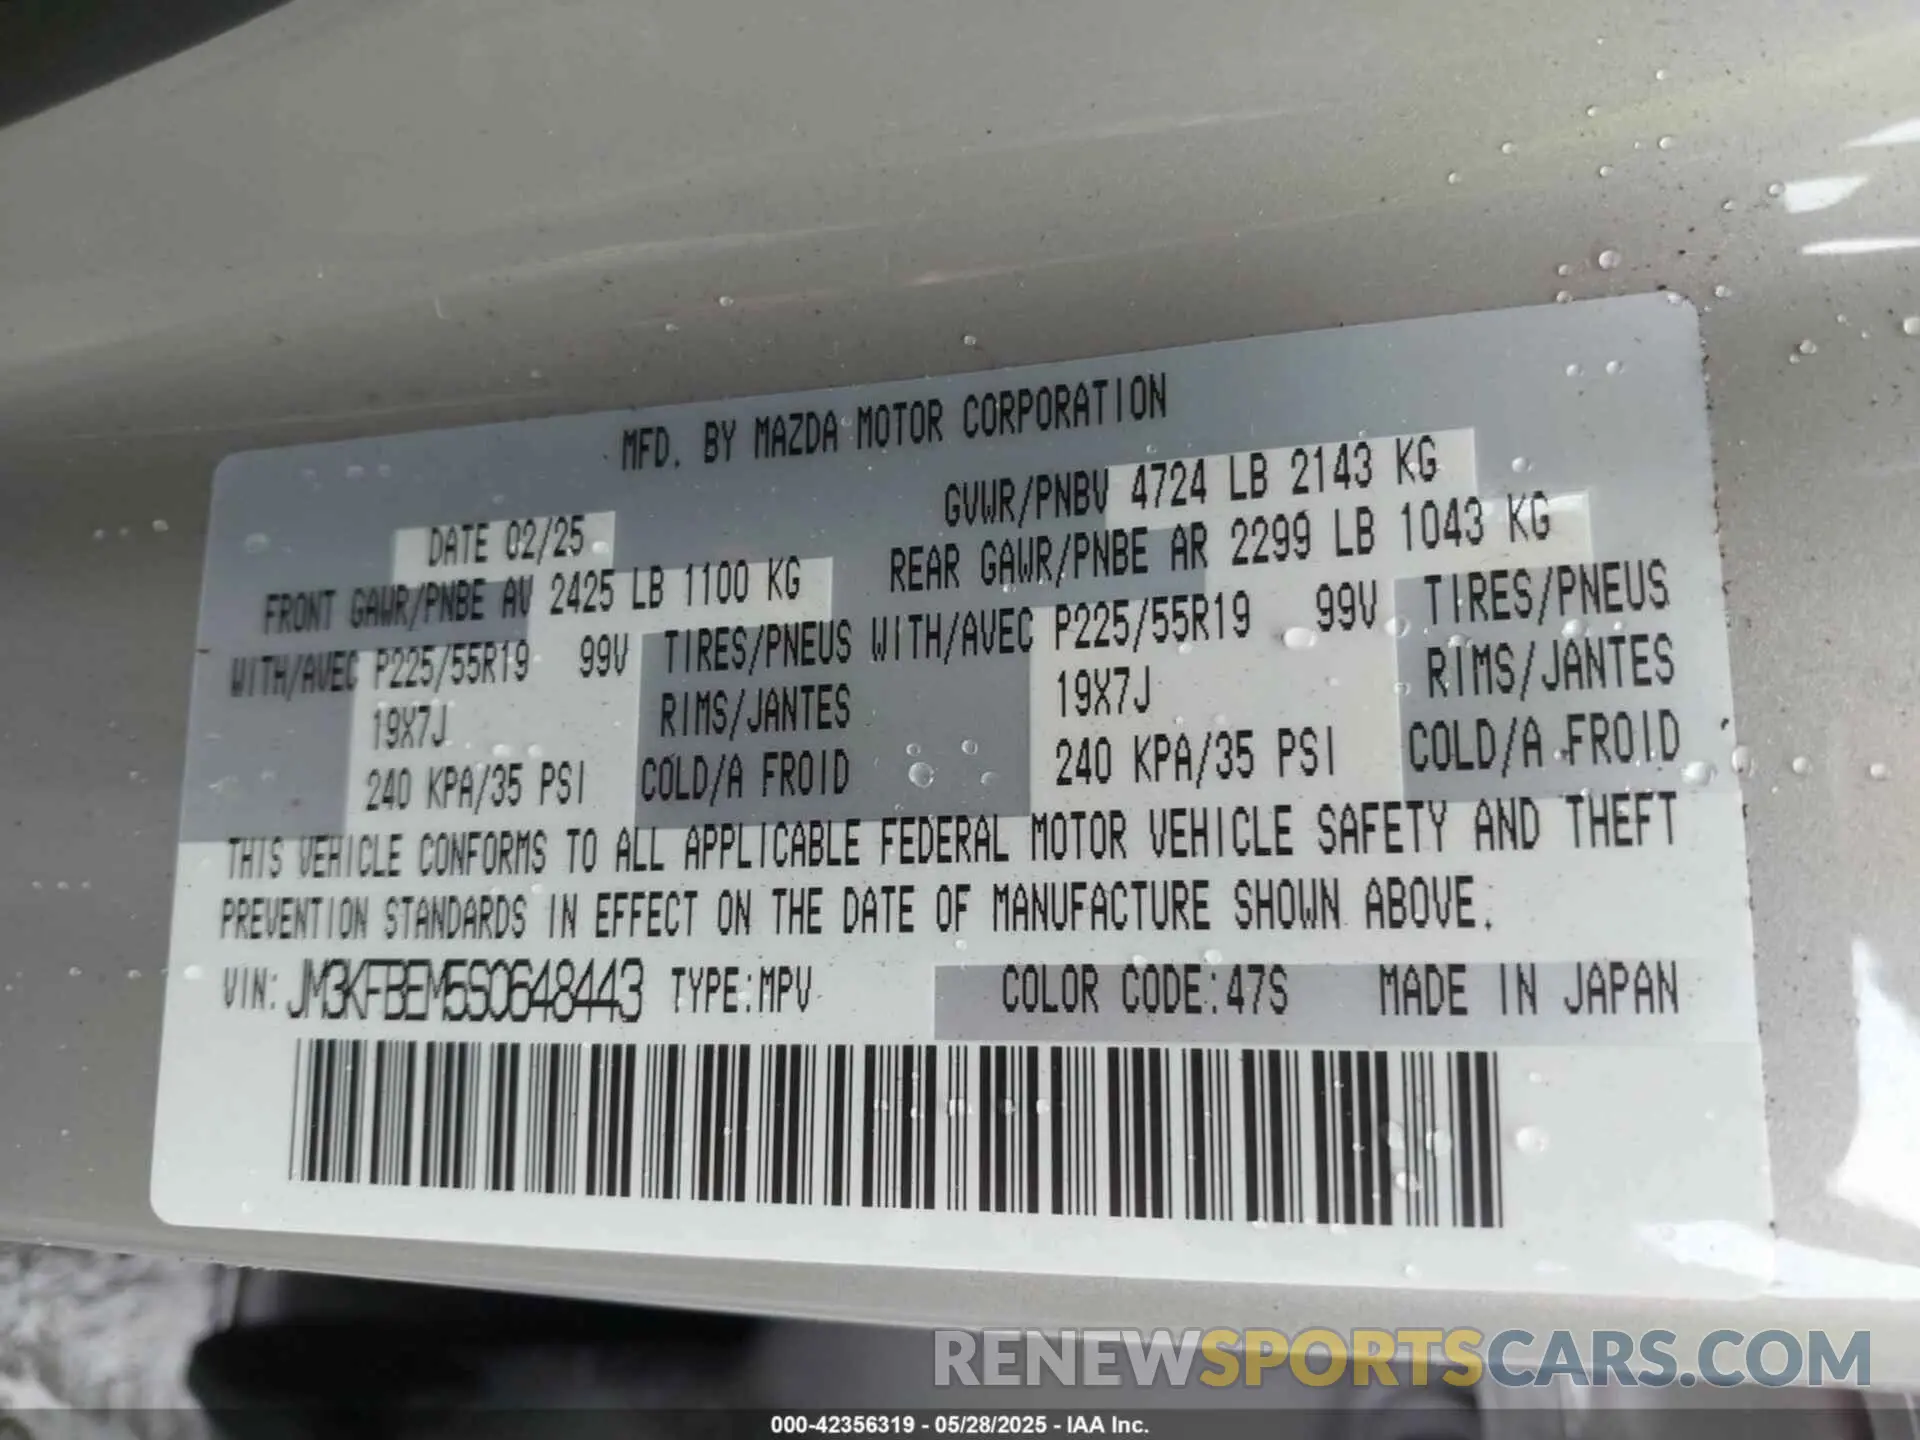 MFD. BY MAZDA MOTOR CORPORATION
DATE 02/25 GVWR/PNBV 4724 LB 2143 KG
FRONT GAWR/PNBE AV 2425 LB 1100 KG REAR GAWR/PNBE AR 2299 LB 1043 KG
WITH/AVEC P225/55R19 99V TIRES/PNEUS WITH/AVEC P225/55R19 99V TIRES/PNEUS
19X7J RIMS/JANTES 19X7J RIMS/JANTES
240 KPA/35 PSI COLD/A FROID 240 KPA/35 PSI COLD/A FROID
THIS VEHICLE CONFORMS TO ALL APPLICABLE FEDERAL MOTOR VEHICLE SAFETY AND THEFT
PREVENTION STANDARDS IN EFFECT ON THE DATE OF MANUFACTURE SHOWN ABOVE.
VIN: JM3KFBEM5S0648443 TYPE:MPV COLOR CODE:47S MADE IN JAPAN
RENEWSPORTSCARS.COM
000-42356319 - 05/28/2025 - IAA Inc.